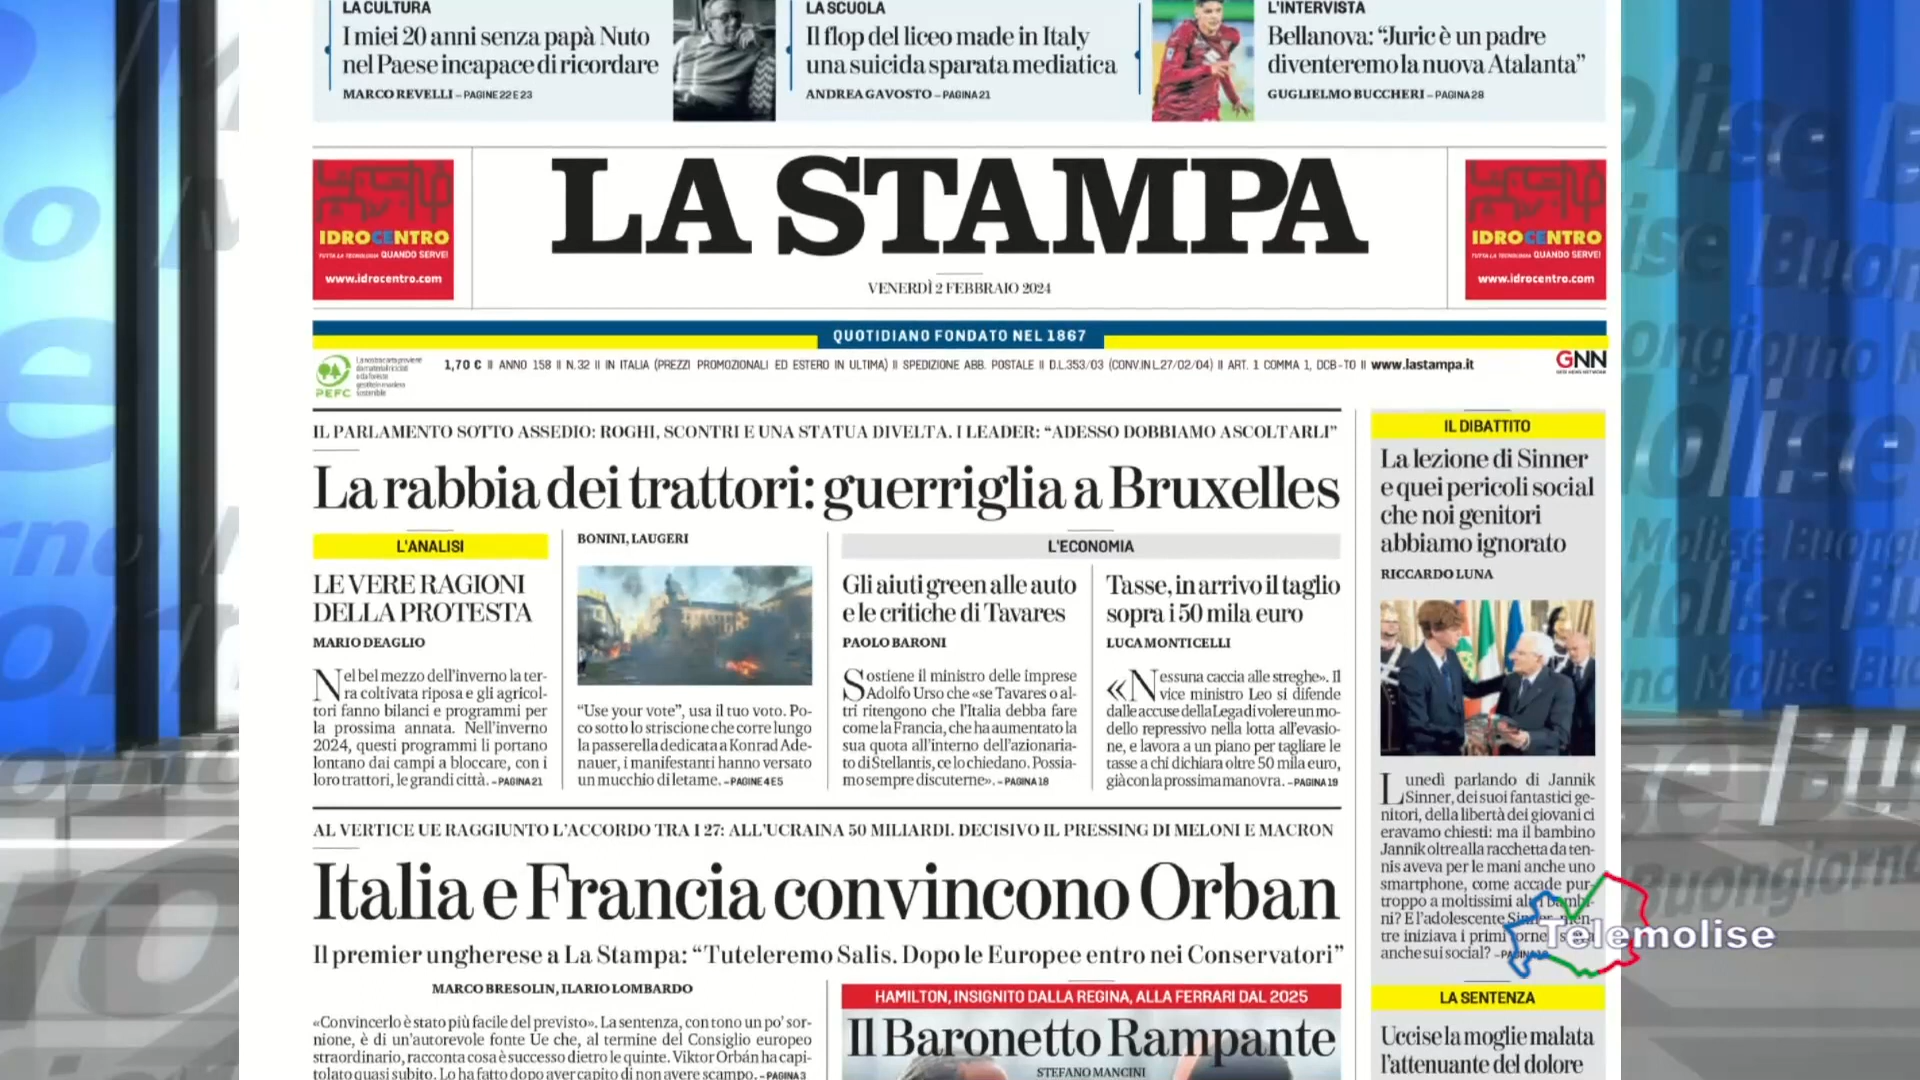 LA CULTURA
I miei 20 anni senza papà Nuto
nel Paese incapace di ricordare
MARCO REVELLI – PAGINE 22 E 23
LA SCUOLA
Il flop del liceo made in Italy
una suicida sparata mediatica
ANDREA GAVOSTO – PAGINA 21
L'INTERVISTA
Bellanova: “Juric è un padre
diventeremo la nuova Atalanta”
GUGLIELMO BUCCHERI – PAGINA 28
IDROCENTRO
TUTTA LA TECNOLOGIA QUANDO SERVE!
www.idrocentro.com
LA STAMPA
VENERDÌ 2 FEBBRAIO 2024
IDROCENTRO
TUTTA LA TECNOLOGIA QUANDO SERVE!
www.idrocentro.com
QUOTIDIANO FONDATO NEL 1867
PEFC
1,70 € II ANNO 158 II N.32 II IN ITALIA (PREZZI PROMOZIONALI ED ESTERO IN ULTIMA) II SPEDIZIONE ABB. POSTALE II D.L.353/03 (CONV.IN L.27/02/04) II ART. 1 COMMA 1, DCB-TO II www.lastampa.it
GNN
IL PARLAMENTO SOTTO ASSEDIO: ROGHI, SCONTRI E UNA STATUA DIVELTA. I LEADER: “ADESSO DOBBIAMO ASCOLTARLI”
La rabbia dei trattori: guerriglia a Bruxelles
L'ANALISI
LE VERE RAGIONI
DELLA PROTESTA
MARIO DEAGLIO
Nel bel mezzo dell'inverno la ter-
ra coltivata riposa e gli agricol-
tori fanno bilanci e programmi per
la prossima annata. Nell'inverno
2024, questi programmi li portano
lontano dai campi a bloccare, con i
loro trattori, le grandi città. – PAGINA 21
BONINI, LAUGERI
“Use your vote”, usa il tuo voto. Po-
co sotto lo striscione che corre lungo
la passerella dedicata a Konrad Ade-
nauer, i manifestanti hanno versato
un mucchio di letame. – PAGINE 4 E 5
L'ECONOMIA
Gli aiuti green alle auto
e le critiche di Tavares
PAOLO BARONI
Sostiene il ministro delle imprese
Adolfo Urso che «se Tavares o al-
tri ritengono che l'Italia debba fare
come la Francia, che ha aumentato la
sua quota all'interno dell'azionaria-
to di Stellantis, ce lo chiedano. Possia-
mo sempre discuterne». – PAGINA 18
Tasse, in arrivo il taglio
sopra i 50 mila euro
LUCA MONTICELLI
«Nessuna caccia alle streghe». Il
vice ministro Leo si difende
dalle accuse della Lega di volere un mo-
dello repressivo nella lotta all'evasio-
ne, e lavora a un piano per tagliare le
tasse a chi dichiara oltre 50 mila euro,
già con la prossima manovra. – PAGINA 19
IL DIBATTITO
La lezione di Sinner
e quei pericoli social
che noi genitori
abbiamo ignorato
RICCARDO LUNA
Lunedì parlando di Jannik
Sinner, dei suoi fantastici ge-
nitori, della libertà dei giovani ci
eravamo chiesti: ma il bambino
Jannik oltre alla racchetta da ten-
nis aveva per le mani anche uno
smartphone, come accade pur-
troppo a moltissimi altri bambi-
ni? E l'adolescente Sinner, men-
tre iniziava i primi tornei, stava
anche sui social?
Telemolise
AL VERTICE UE RAGGIUNTO L'ACCORDO TRA I 27: ALL'UCRAINA 50 MILIARDI. DECISIVO IL PRESSING DI MELONI E MACRON
Italia e Francia convincono Orban
Il premier ungherese a La Stampa: “Tuteleremo Salis. Dopo le Europee entro nei Conservatori”
MARCO BRESOLIN, ILARIO LOMBARDO
«Convincerlo è stato più facile del previsto». La sentenza, con tono un po' sor-
nione, è di un'autorevole fonte Ue che, al termine del Consiglio europeo
straordinario, racconta cosa è successo dietro le quinte. Viktor Orbán ha capi-
tolato quasi subito. Lo ha fatto dopo aver capito di non avere scampo. – PAGINA 3
HAMILTON, INSIGNITO DALLA REGINA, ALLA FERRARI DAL 2025
Il Baronetto Rampante
STEFANO MANCINI
LA SENTENZA
Uccise la moglie malata
l'attenuante del dolore